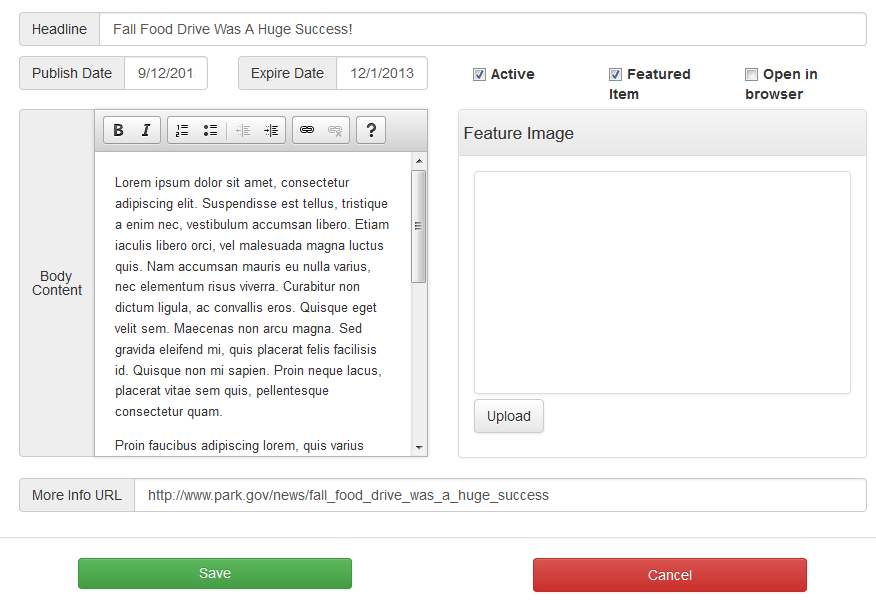 Headline Fall Food Drive Was A Huge Success!
Publish Date 9/12/201 Expire Date 12/1/2013 Active Featured Open in
Item browser
B I ?
Feature Image
Lorem ipsum dolor sit amet, consectetur
adipiscing elit. Suspendisse est tellus, tristique
a enim nec, vestibulum accumsan libero. Etiam
iaculis libero orci, vel malesuada magna luctus
quis. Nam accumsan mauris eu nulla varius,
nec elementum risus viverra. Curabitur non
dictum ligula, ac convallis eros. Quisque eget
velit sem. Maecenas non arcu magna. Sed
gravida eleifend mi, quis placerat felis facilisis
id. Quisque non mi sapien. Proin neque lacus,
placerat vitae sem quis, pellentesque
consectetur quam.
Proin faucibus adipiscing lorem, quis varius
Body
Content
Upload
More Info URL http://www.park.gov/news/fall_food_drive_was_a_huge_success
Save Cancel